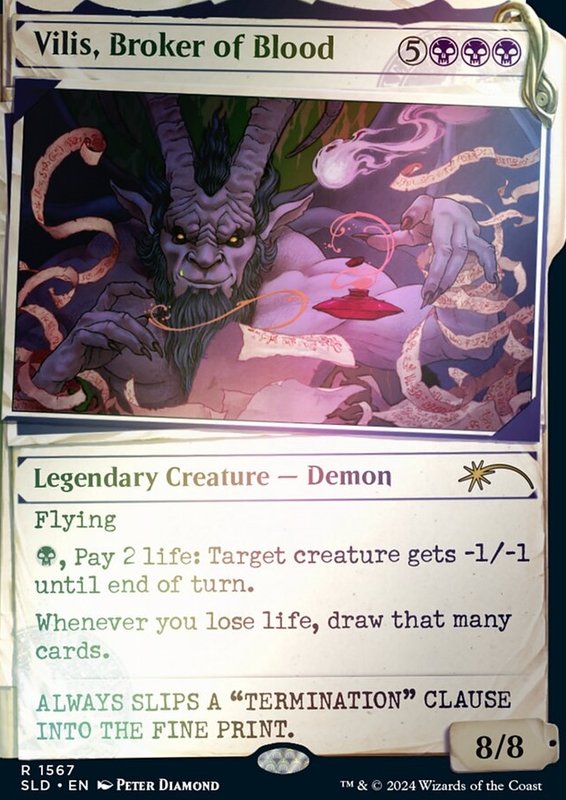 Vilis, Broker of Blood 5
Legendary Creature — Demon
Flying
, Pay 2 life: Target creature gets -1/-1
until end of turn.
Whenever you lose life, draw that many
cards.
ALWAYS SLIPS A “TERMINATION” CLAUSE
INTO THE FINE PRINT.
8/8
R 1567
SLD • EN Peter Diamond
™ & © 2024 Wizards of the Coast